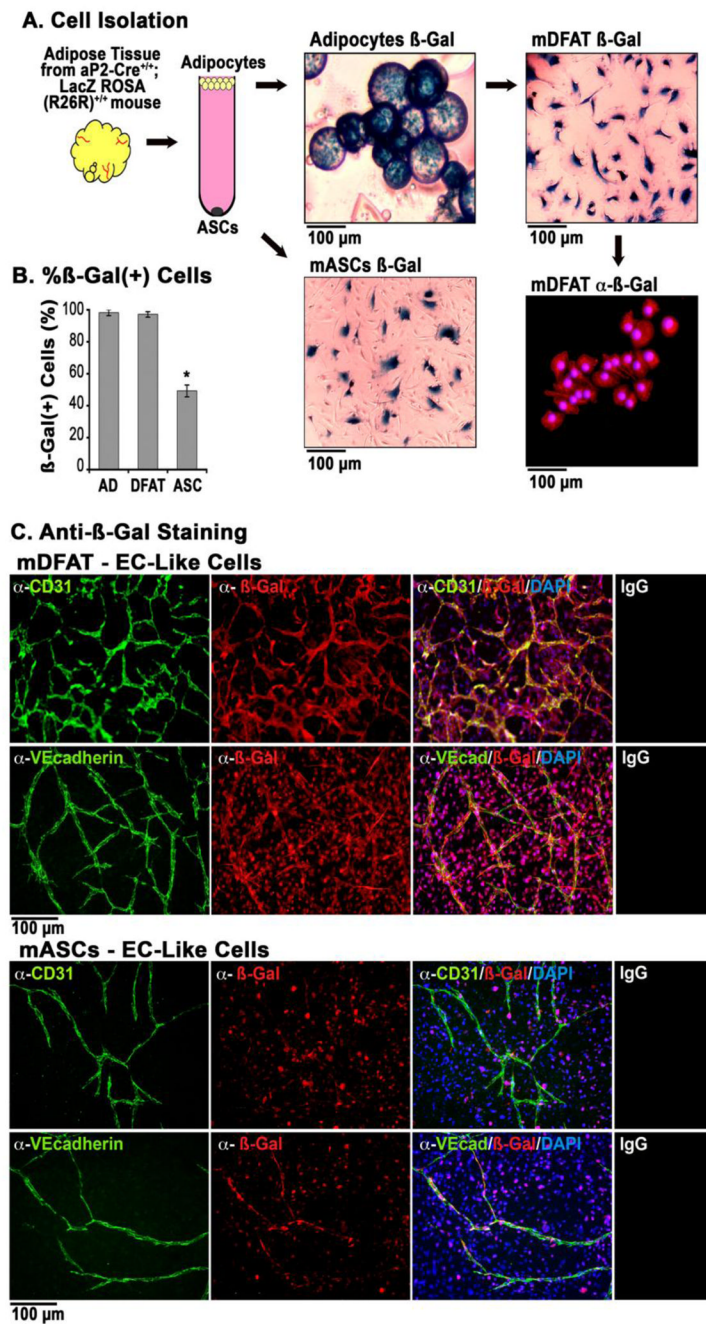 A. Cell Isolation
Adipose Tissue
from aP2-Cre+/+;
LacZ ROSA
(R26R)+/+ mouse
Adipocytes
ASCs
Adipocytes ß-Gal
100 µm
mDFAT ß-Gal
100 µm
mASCs ß-Gal
100 µm
mDFAT α-ß-Gal
100 µm
B. %ß-Gal(+) Cells
ß-Gal(+) Cells (%)
100
80
60
40
20
0
*
AD DFAT ASC
C. Anti-ß-Gal Staining
mDFAT - EC-Like Cells
α-CD31 α- ß-Gal α-CD31/ß-Gal/DAPI IgG
α-VEcadherin α-ß-Gal α-VEcad/ß-Gal/DAPI IgG
100 µm
mASCs - EC-Like Cells
α-CD31 α- ß-Gal α-CD31/ß-Gal/DAPI IgG
α-VEcadherin α- ß-Gal α-VEcad/ß-Gal/DAPI IgG
100 µm